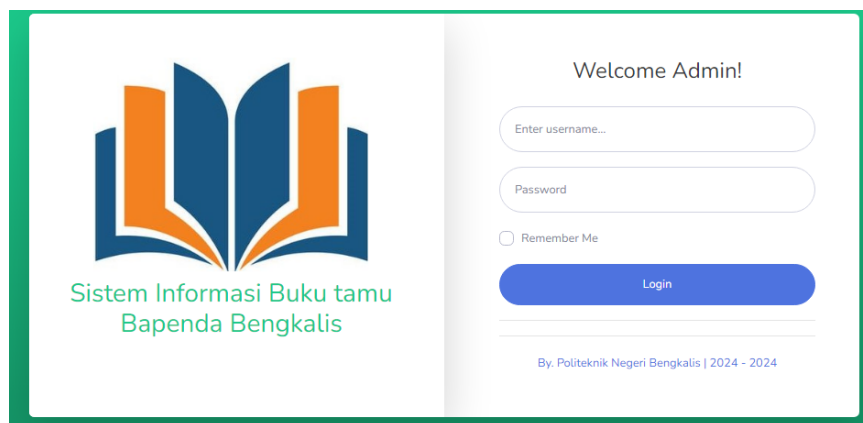 Sistem Informasi Buku tamu
Bapenda Bengkalis
Welcome Admin!
Enter username...
Password
Remember Me
Login
By. Politeknik Negeri Bengkalis | 2024 - 2024